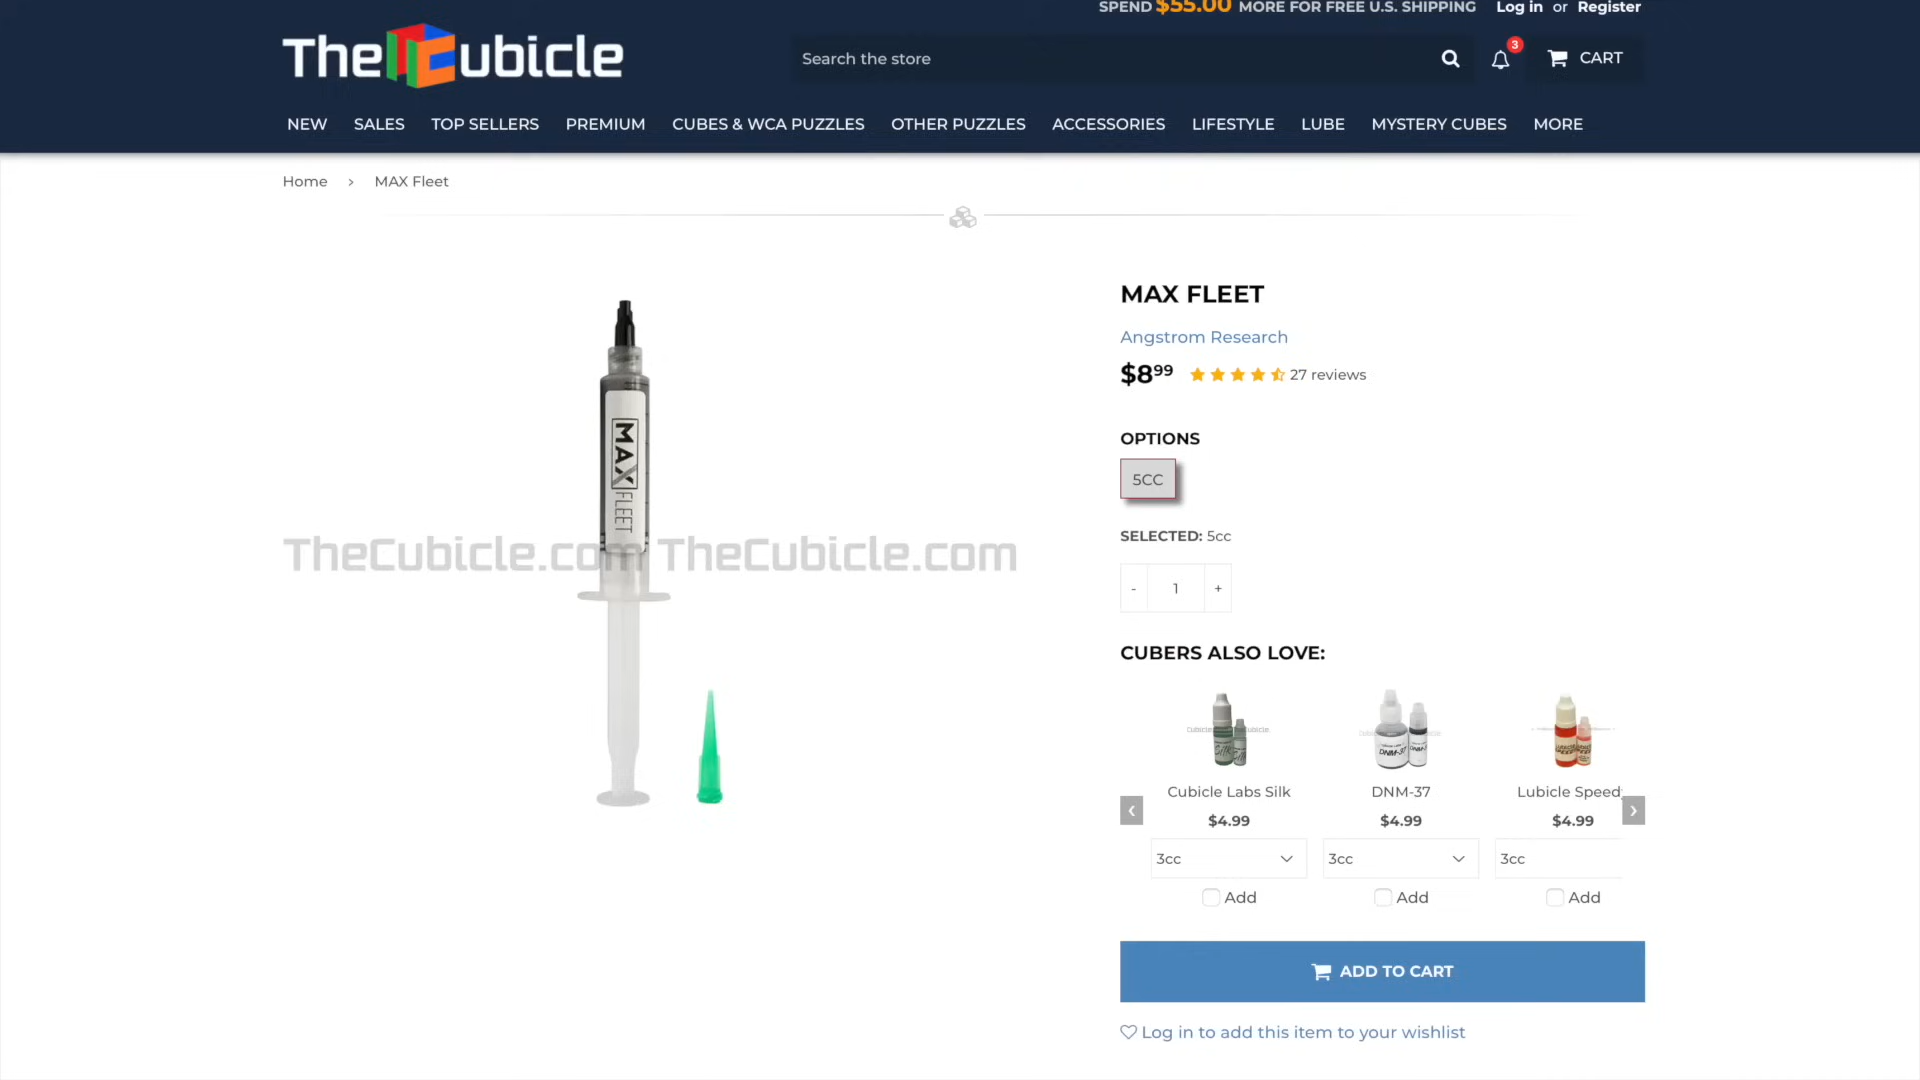 SPEND $55.00 MORE FOR FREE U.S. SHIPPING Log in or Register
TheCubicle
Search the store
3
CART
NEW SALES TOP SELLERS PREMIUM CUBES & WCA PUZZLES OTHER PUZZLES ACCESSORIES LIFESTYLE LUBE MYSTERY CUBES MORE
Home › MAX Fleet
MAX FLEET
TheCubicle.com TheCubicle.com
MAX FLEET
Angstrom Research
$8.99 27 reviews
OPTIONS
5CC
SELECTED: 5cc
- 1 +
CUBERS ALSO LOVE:
Silk
DNM-37
Cubicle Labs Silk DNM-37 Lubicle Speed
$4.99 $4.99 $4.99
3cc 3cc 3cc
Add Add Add
ADD TO CART
Log in to add this item to your wishlist